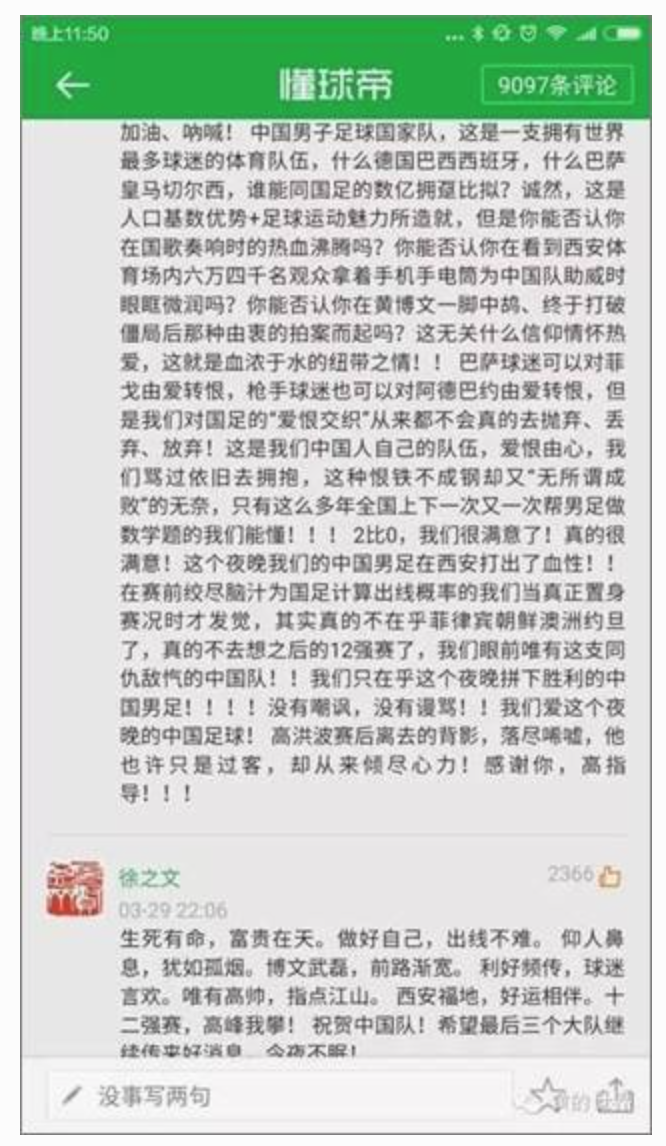 晚上11:50
懂球帝
9097条评论
加油、呐喊！ 中国男子足球国家队，这是一支拥有世界
最多球迷的体育队伍，什么德国巴西西班牙，什么巴萨
皇马切尔西，谁能同国足的数亿拥趸比拟？诚然，这是
人口基数优势+足球运动魅力所造就，但是你能否认你
在国歌奏响时的热血沸腾吗？你能否认你在看到西安体
育场内六万四千名观众拿着手机手电筒为中国队助威时
眼眶微润吗？你能否认你在黄博文一脚中鸪、终于打破
僵局后那种由衷的拍案而起吗？这无关什么信仰情怀热
爱，这就是血浓于水的纽带之情！！ 巴萨球迷可以对菲
戈由爱转恨，枪手球迷也可以对阿德巴约由爱转恨，但
是我们对国足的“爱恨交织”从来都不会真的去抛弃、丢
弃、放弃！这是我们中国人自己的队伍，爱恨由心，我
们骂过依旧去拥抱，这种恨铁不成钢却又“无所谓成
败”的无奈，只有这么多年全国上下一次又一次帮男足做
数学题的我们能懂！！！ 2比0，我们很满意了！真的很
满意！这个夜晚我们的中国男足在西安打出了血性！！
在赛前绞尽脑汁为国足计算出线概率的我们当真正置身
赛况时才发觉，其实真的不在乎菲律宾朝鲜澳洲约旦
了，真的不去想之后的12强赛了，我们眼前唯有这支同
仇敌忾的中国队！！我们只在乎这个夜晚拼下胜利的中
国男足！！！！没有嘲讽，没有谩骂！！我们爱这个夜
晚的中国足球！ 高洪波赛后离去的背影，落尽唏嘘，他
也许只是过客，却从来倾尽心力！感谢你，高指
导！！！
徐之文
2366
03-29 22:06
生死有命，富贵在天。做好自己，出线不难。 仰人鼻
息，犹如孤烟。博文武磊，前路渐宽。 利好频传，球迷
言欢。唯有高帅，指点江山。 西安福地，好运相伴。十
二强赛，高峰我攀！ 祝贺中国队！希望最后三个大队继
续传来好消息，今夜不眠！
没事写两句